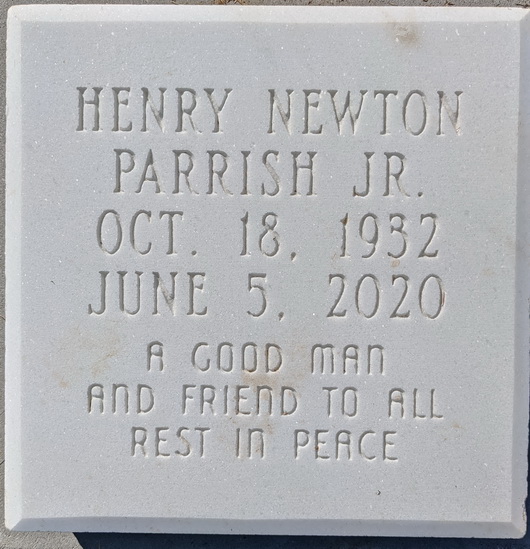 HENRY NEWTON
PARRISH JR.
OCT. 18, 1932
JUNE 5, 2020
A GOOD MAN
AND FRIEND TO ALL
REST IN PEACE